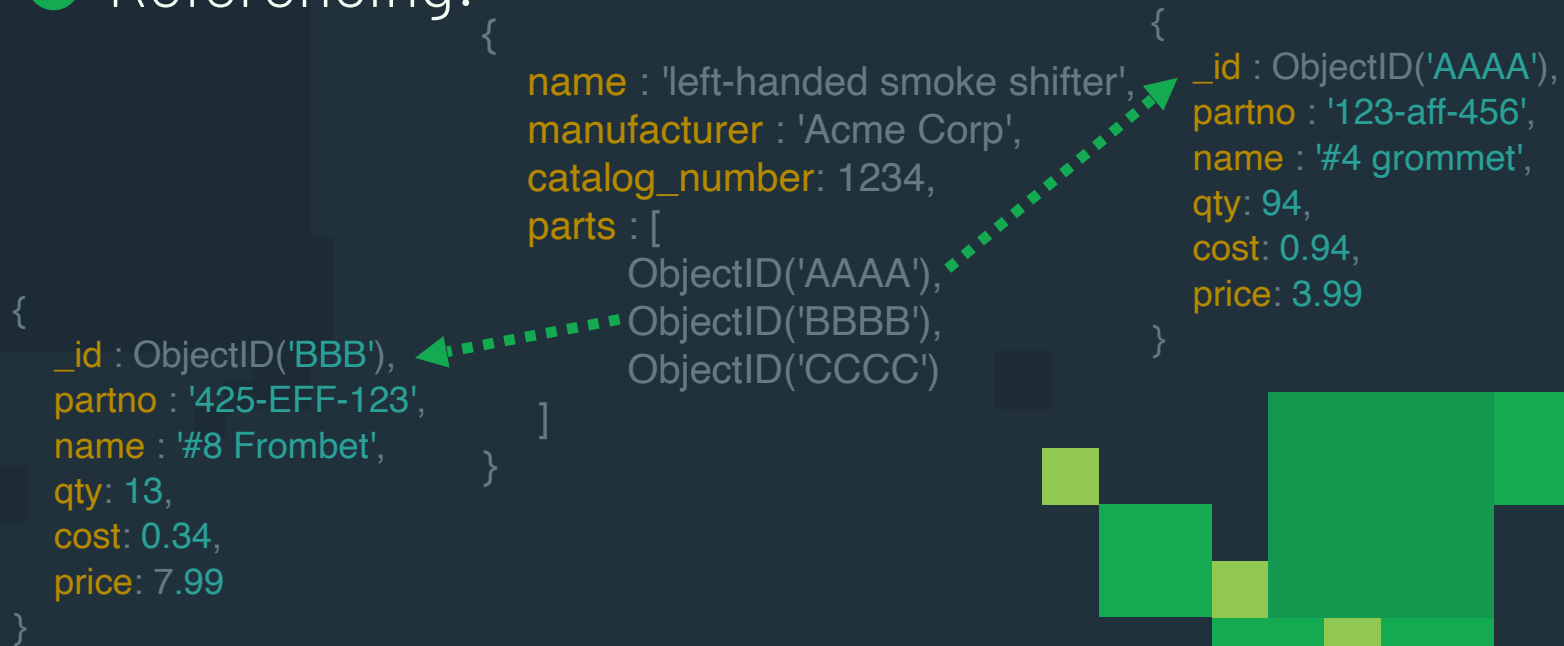 Referencing:
{
name : 'left-handed smoke shifter',
manufacturer : 'Acme Corp',
catalog_number: 1234,
parts : [
ObjectID('AAAA'),
ObjectID('BBBB'),
ObjectID('CCCC')
]
}
{
_id : ObjectID('AAAA'),
partno : '123-aff-456',
name : '#4 grommet',
qty: 94,
cost: 0.94,
price: 3.99
}
{
_id : ObjectID('BBB'),
partno : '425-EFF-123',
name : '#8 Frombet',
qty: 13,
cost: 0.34,
price: 7.99
}